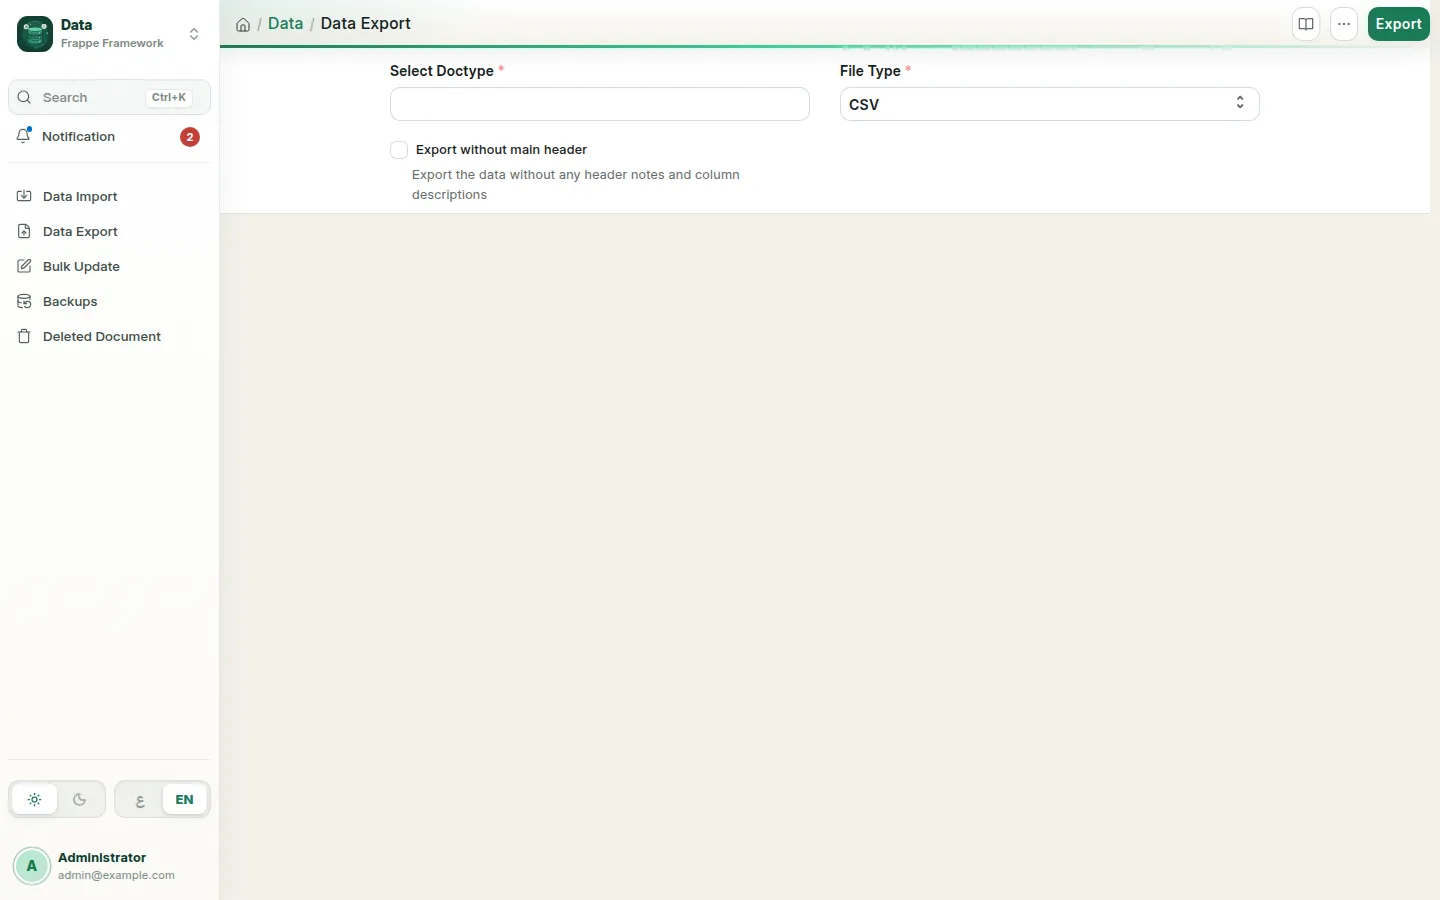 Data
Frappe Framework
Search Ctrl+K
Notification 2
Data Import
Data Export
Bulk Update
Backups
Deleted Document
ع EN
A
Administrator
admin@example.com
/ Data / Data Export
Export
Select Doctype *
File Type *
CSV
Export without main header
Export the data without any header notes and column
descriptions